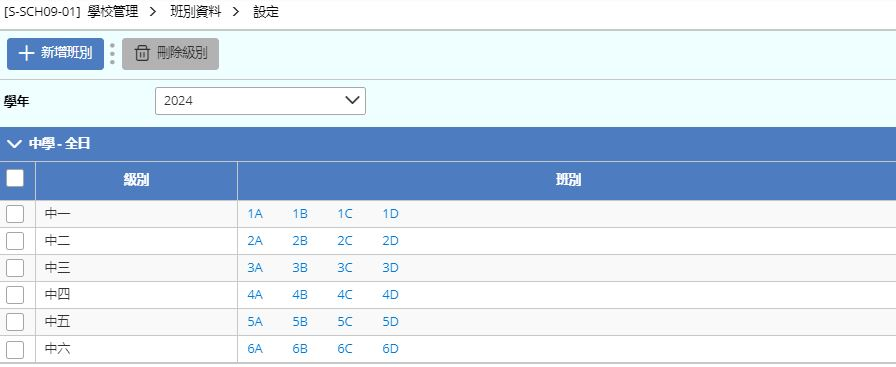 [S-SCH09-01] 學校管理 > 班別資料 > 設定
新增班別 刪除級別
學年 2024
中學 - 全日
級別 班別
中一 1A 1B 1C 1D
中二 2A 2B 2C 2D
中三 3A 3B 3C 3D
中四 4A 4B 4C 4D
中五 5A 5B 5C 5D
中六 6A 6B 6C 6D